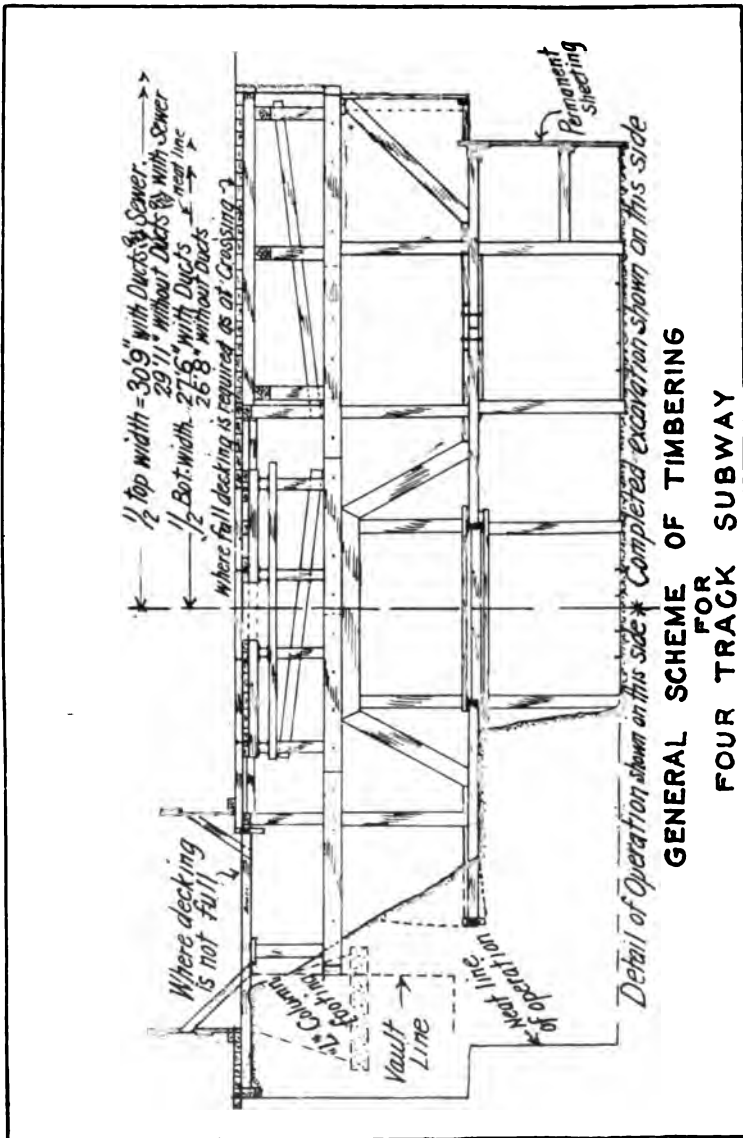 ½ Top width = 30'9" with Ducts & Sewer.
29'11" without Ducts & with Sewer
½ Bot. width 27'6" with Ducts
neat line
26'8" without Ducts
where full decking is required as at Crossing
Where decking
is not full
"L" Column
footing
Vault
Line
Neat line
of operation
Permanent
sheeting
Detail of Operation shown on this side * Completed excavation shown on this side
GENERAL SCHEME OF TIMBERING
FOR
FOUR TRACK SUBWAY